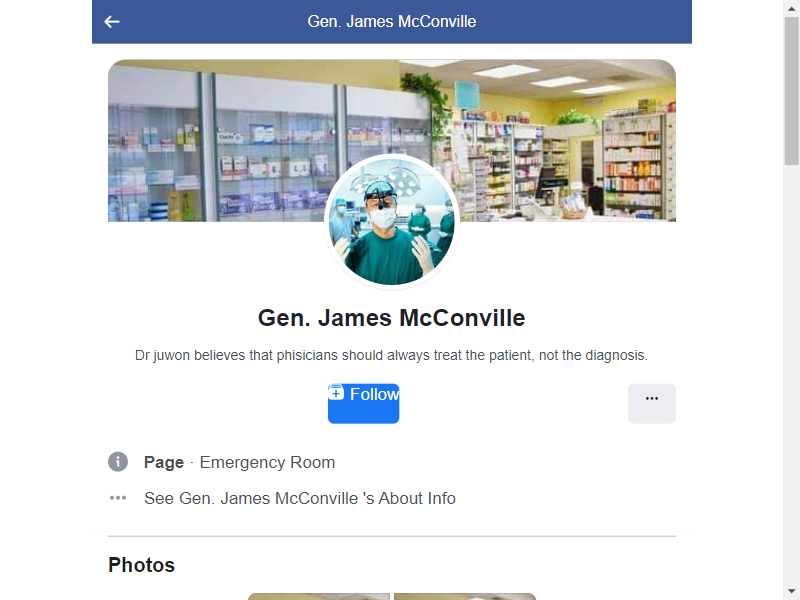 Gen. James McConville
Gen. James McConville
Dr juwon believes that phisicians should always treat the patient, not the diagnosis.
Follow
Page · Emergency Room
See Gen. James McConville 's About Info
Photos